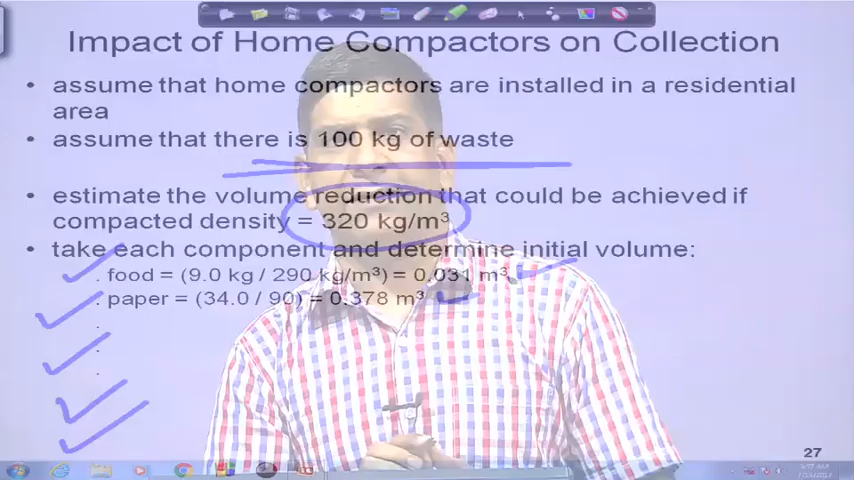 Impact of Home Compactors on Collection
• assume that home compactors are installed in a residential
area
• assume that there is 100 kg of waste
• estimate the volume reduction that could be achieved if
compacted density = 320 kg/m³
• take each component and determine initial volume:
. food = (9.0 kg / 290 kg/m³) = 0.031 m³
. paper = (34.0 / 90) = 0.378 m³
.
.
.
27